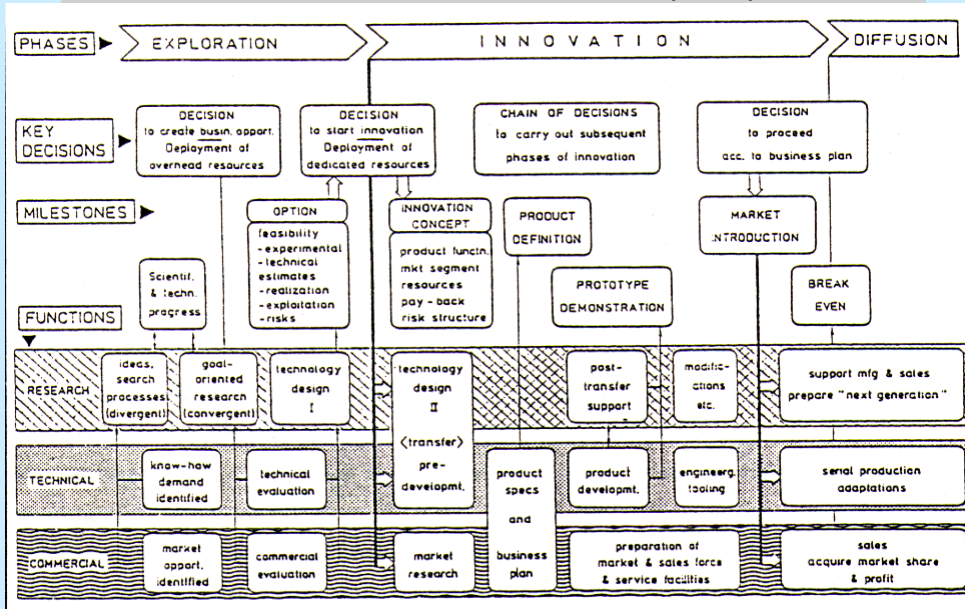 PHASES
EXPLORATION
INNOVATION
DIFFUSION
KEY
DECISIONS
DECISION
to create busin. opport.
Deployment of
overhead resources
DECISION
to start innovation
Deployment of
dedicated resources
CHAIN OF DECISIONS
to carry out subsequent
phases of innovation
DECISION
to proceed
acc. to business plan
MILESTONES
OPTION
feasibility
-experimental
-technical
estimates
-realization
-exploitation
-risks
INNOVATION
CONCEPT
product functn.
mkt segment
resources
pay-back
risk structure
PRODUCT
DEFINITION
MARKET
INTRODUCTION
Scientif.
& techn.
progress
PROTOTYPE
DEMONSTRATION
BREAK
EVEN
FUNCTIONS
RESEARCH
ideas,
search
processes
(divergent)
goal-
oriented
research
(convergent)
technology
design
I
technology
design
II
<transfer>
pre-
developmt.
post-
transfer
support
modific-
ations
etc.
support mfg & sales
prepare "next generation"
TECHNICAL
know-how
demand
identified
technical
evaluation
product
specs
and
business
plan
product
developmt.
engineerg.
tooling
serial production
adaptations
COMMERCIAL
market
opport.
identified
commercial
evaluation
market
research
preparation of
market & sales force
& service facilities
sales
acquire market share
& profit